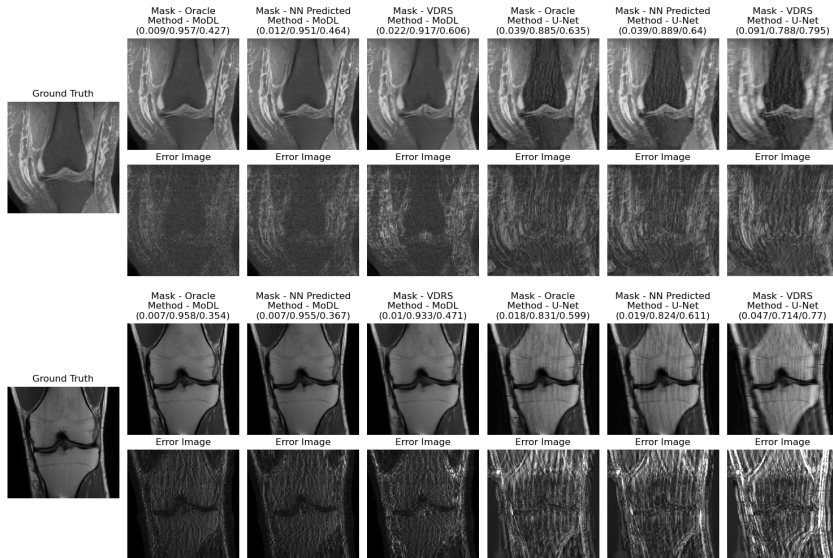 Mask - Oracle
Method - MoDL
(0.009/0.957/0.427)
Mask - NN Predicted
Method - MoDL
(0.012/0.951/0.464)
Mask - VDRS
Method - MoDL
(0.022/0.917/0.606)
Mask - Oracle
Method - U-Net
(0.039/0.885/0.635)
Mask - NN Predicted
Method - U-Net
(0.039/0.889/0.64)
Mask - VDRS
Method - U-Net
(0.091/0.788/0.795)
Ground Truth
Error Image
Error Image
Error Image
Error Image
Error Image
Error Image
Mask - Oracle
Method - MoDL
(0.007/0.958/0.354)
Mask - NN Predicted
Method - MoDL
(0.007/0.955/0.367)
Mask - VDRS
Method - MoDL
(0.01/0.933/0.471)
Mask - Oracle
Method - U-Net
(0.018/0.831/0.599)
Mask - NN Predicted
Method - U-Net
(0.019/0.824/0.611)
Mask - VDRS
Method - U-Net
(0.047/0.714/0.77)
Ground Truth
Error Image
Error Image
Error Image
Error Image
Error Image
Error Image